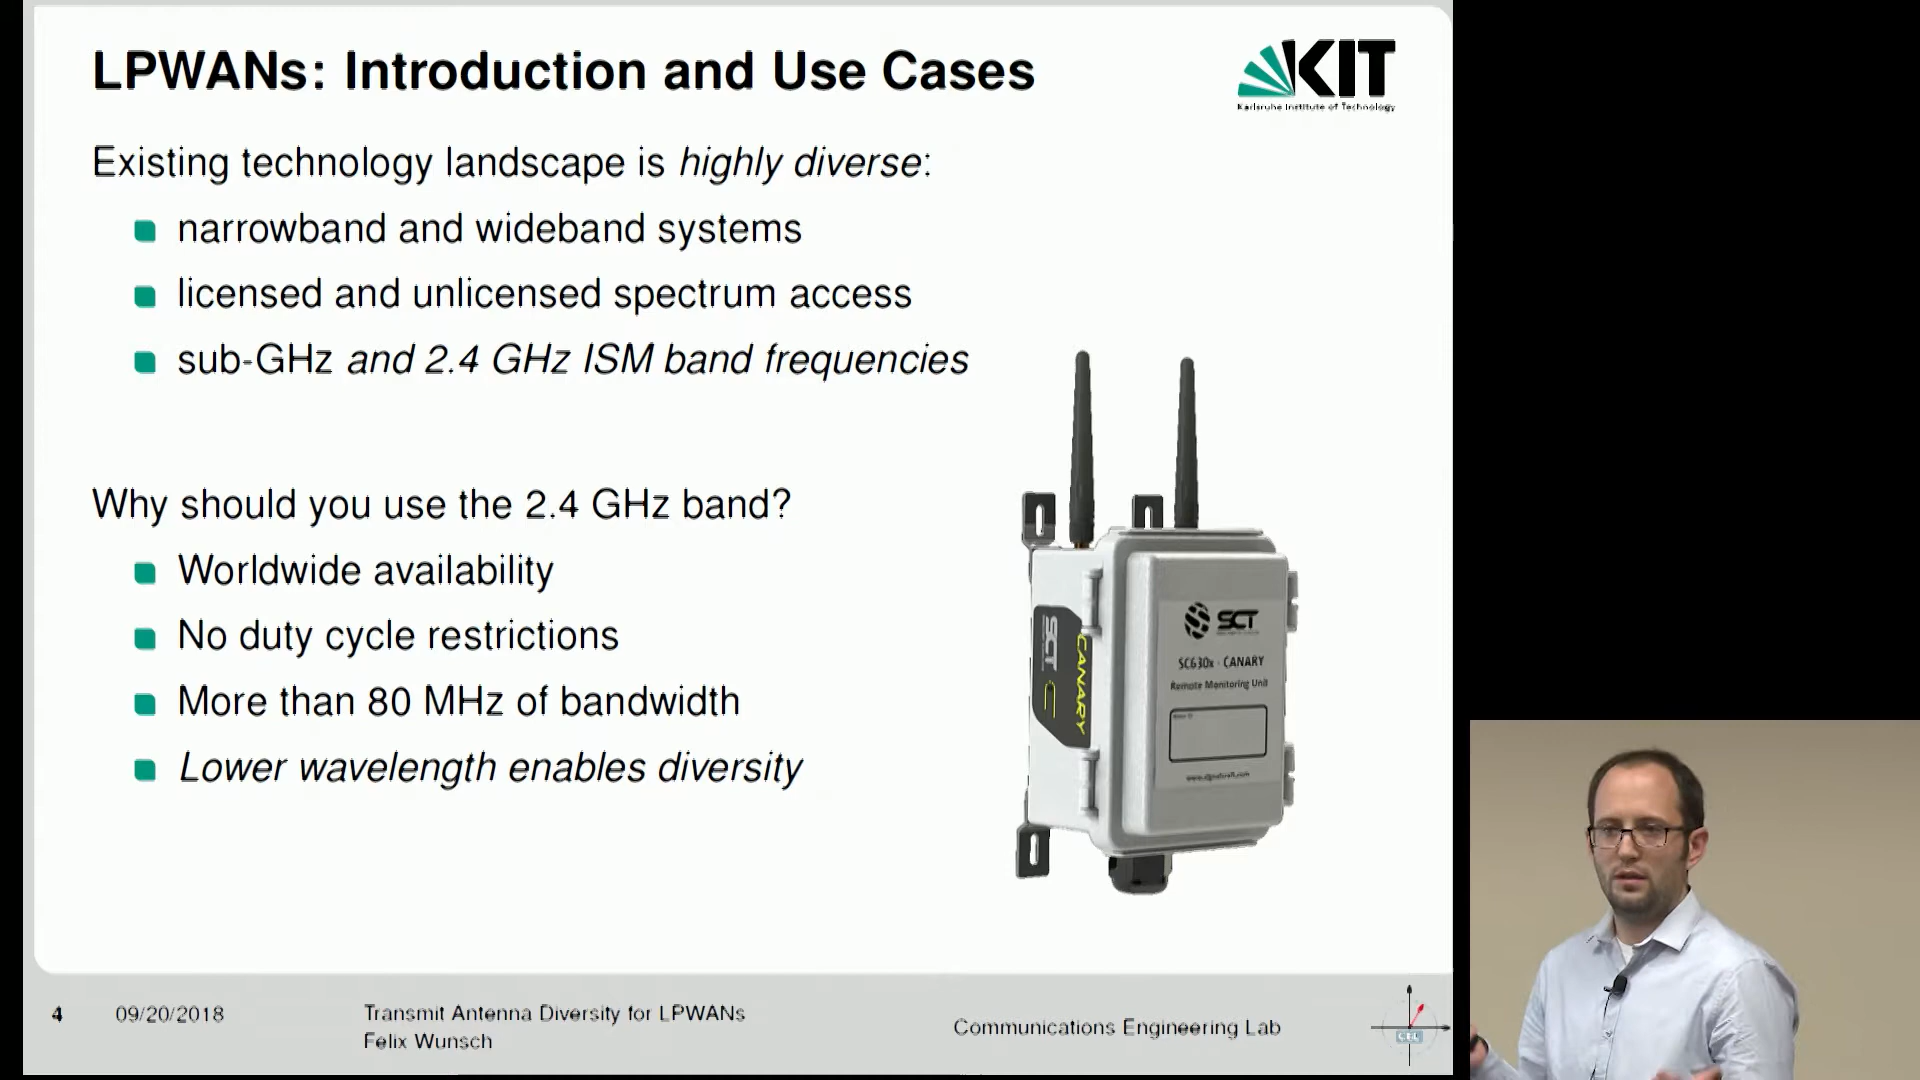 LPWANs: Introduction and Use Cases
KIT
Karlsruhe Institute of Technology
Existing technology landscape is highly diverse:
narrowband and wideband systems
licensed and unlicensed spectrum access
sub-GHz and 2.4 GHz ISM band frequencies
Why should you use the 2.4 GHz band?
Worldwide availability
No duty cycle restrictions
More than 80 MHz of bandwidth
Lower wavelength enables diversity
SCT
CANARY
SCT
SC630x - CANARY
Remote Monitoring Unit
4
09/20/2018
Transmit Antenna Diversity for LPWANs
Felix Wunsch
Communications Engineering Lab
CEL